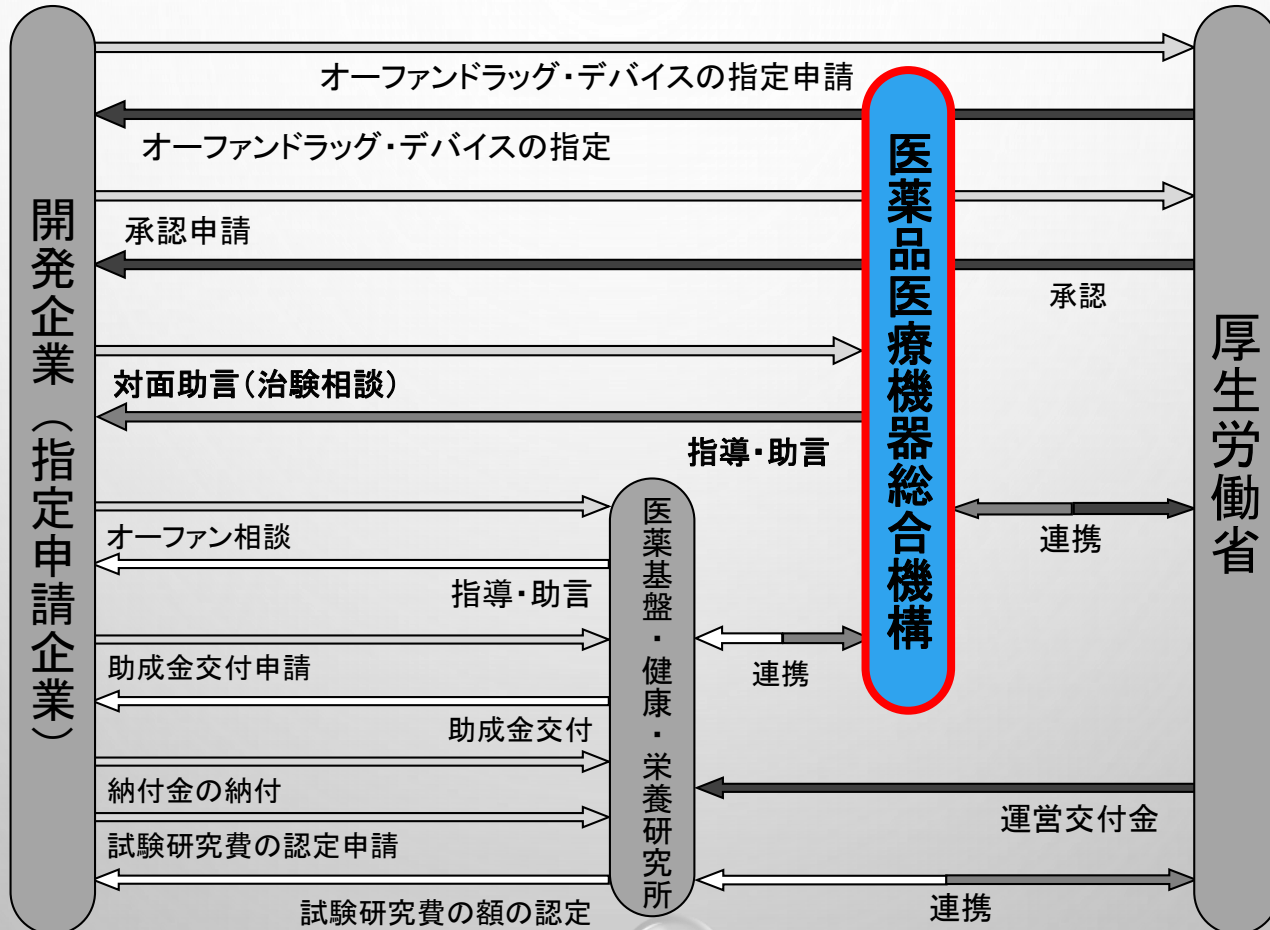 オーファンドラッグ・デバイスの指定申請
オーファンドラッグ・デバイスの指定
承認申請
承認
対面助言（治験相談）
指導・助言
オーファン相談
指導・助言
連携
助成金交付申請
連携
助成金交付
納付金の納付
運営交付金
試験研究費の認定申請
試験研究費の額の認定
連携
開発企業（指定申請企業）
医薬基盤・健康・栄養研究所
医薬品医療機器総合機構
厚生労働省